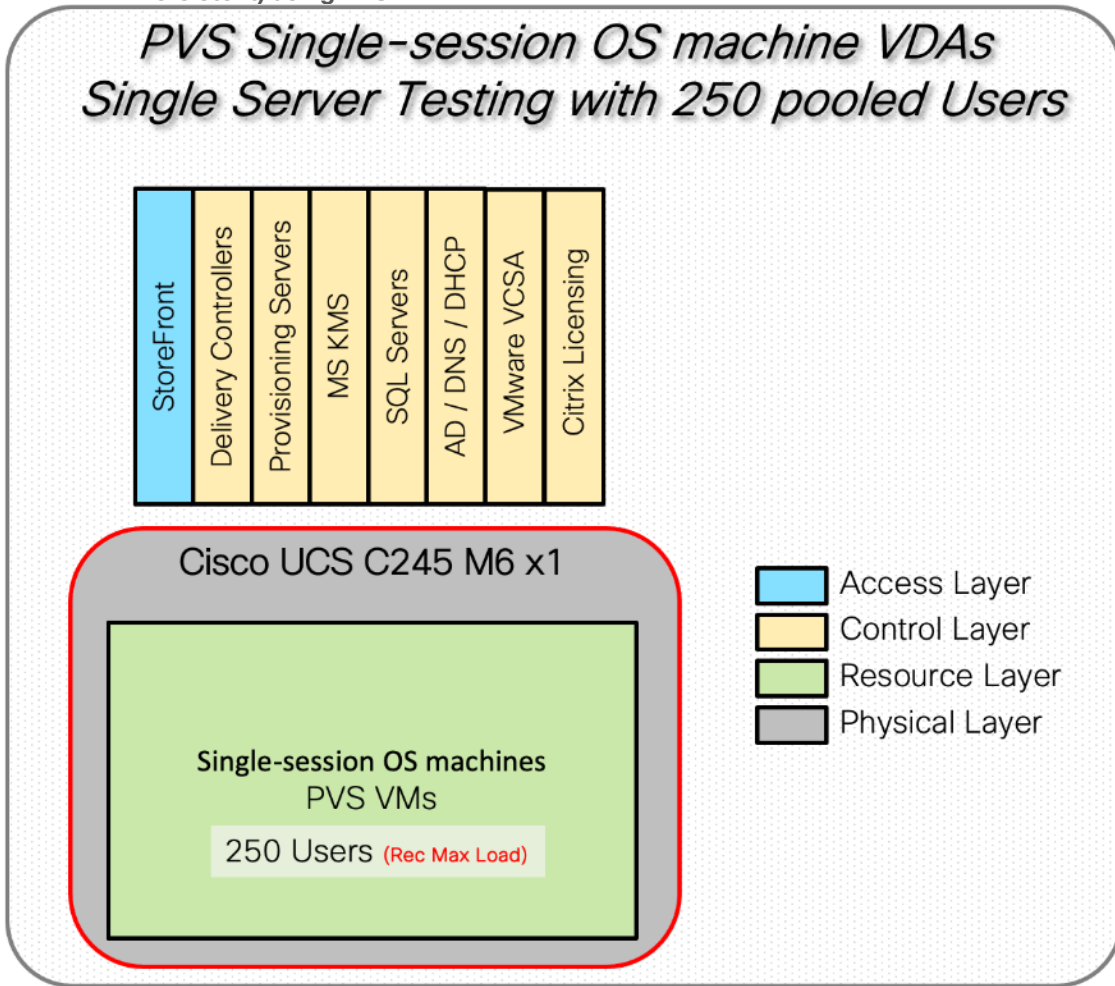 PVS Single-session OS machine VDAs
Single Server Testing with 250 pooled Users
StoreFront
Delivery Controllers
Provisioning Servers
MS KMS
SQL Servers
AD / DNS / DHCP
VMware VCSA
Citrix Licensing
Cisco UCS C245 M6 x1
Single-session OS machines
PVS VMs
250 Users (Rec Max Load)
Access Layer
Control Layer
Resource Layer
Physical Layer